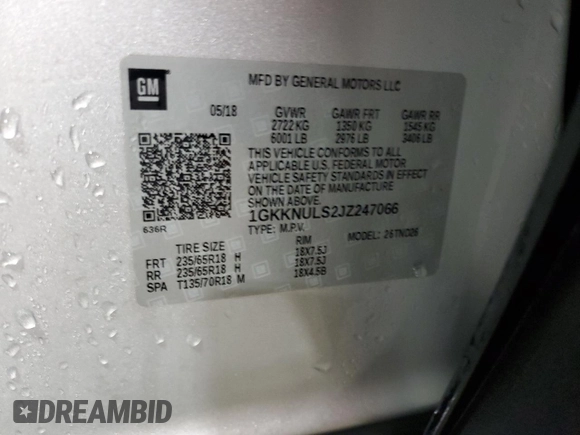 GM
MFD BY GENERAL MOTORS LLC
05/18 GVWR GAWR FRT GAWR RR
2722 KG 1350 KG 1545 KG
6001 LB 2976 LB 3406 LB
THIS VEHICLE CONFORMS TO ALL
APPLICABLE U.S. FEDERAL MOTOR
VEHICLE SAFETY STANDARDS IN EFFECT
ON THE DATE OF MANUFACTURE
SHOWN ABOVE.
1GKKNULS2JZ247066
TYPE: M.P.V. MODEL: 26TNO26
636R
TIRE SIZE RIM
FRT 235/65R18 H 18X7.5J
RR 235/65R18 H 18X7.5J
SPA T135/70R18 M 18X4.5B
DREAMBID